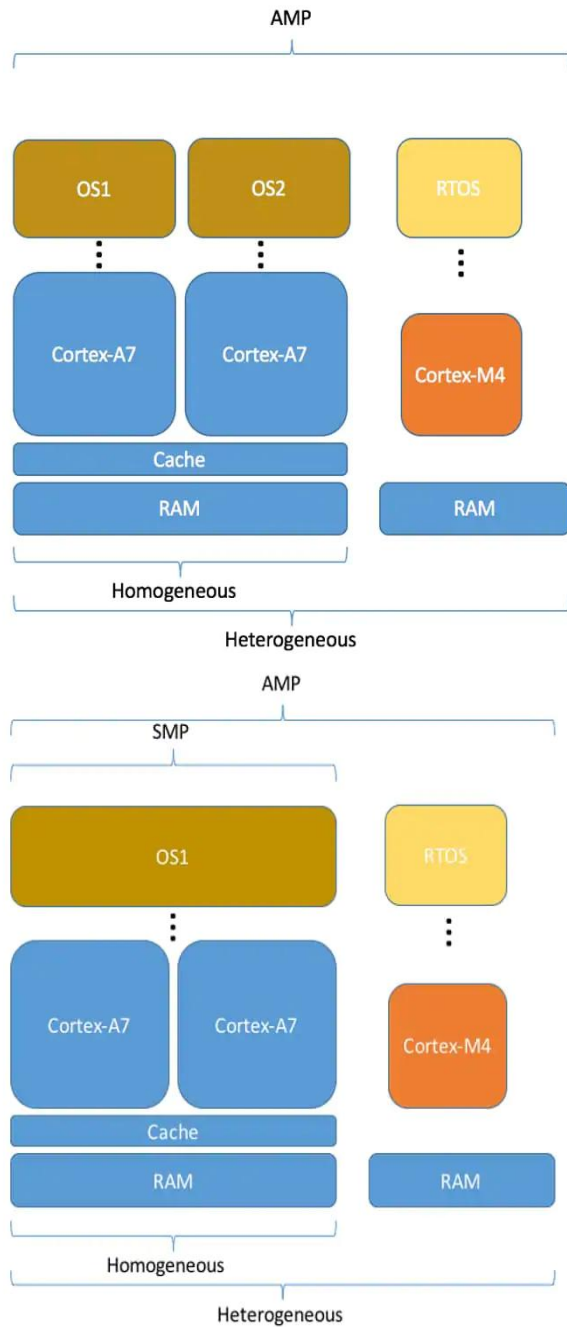 AMP
OS1 OS2 RTOS
Cortex-A7 Cortex-A7 Cortex-M4
Cache
RAM RAM
Homogeneous
Heterogeneous
AMP
SMP
OS1 RTOS
Cortex-A7 Cortex-A7 Cortex-M4
Cache
RAM RAM
Homogeneous
Heterogeneous